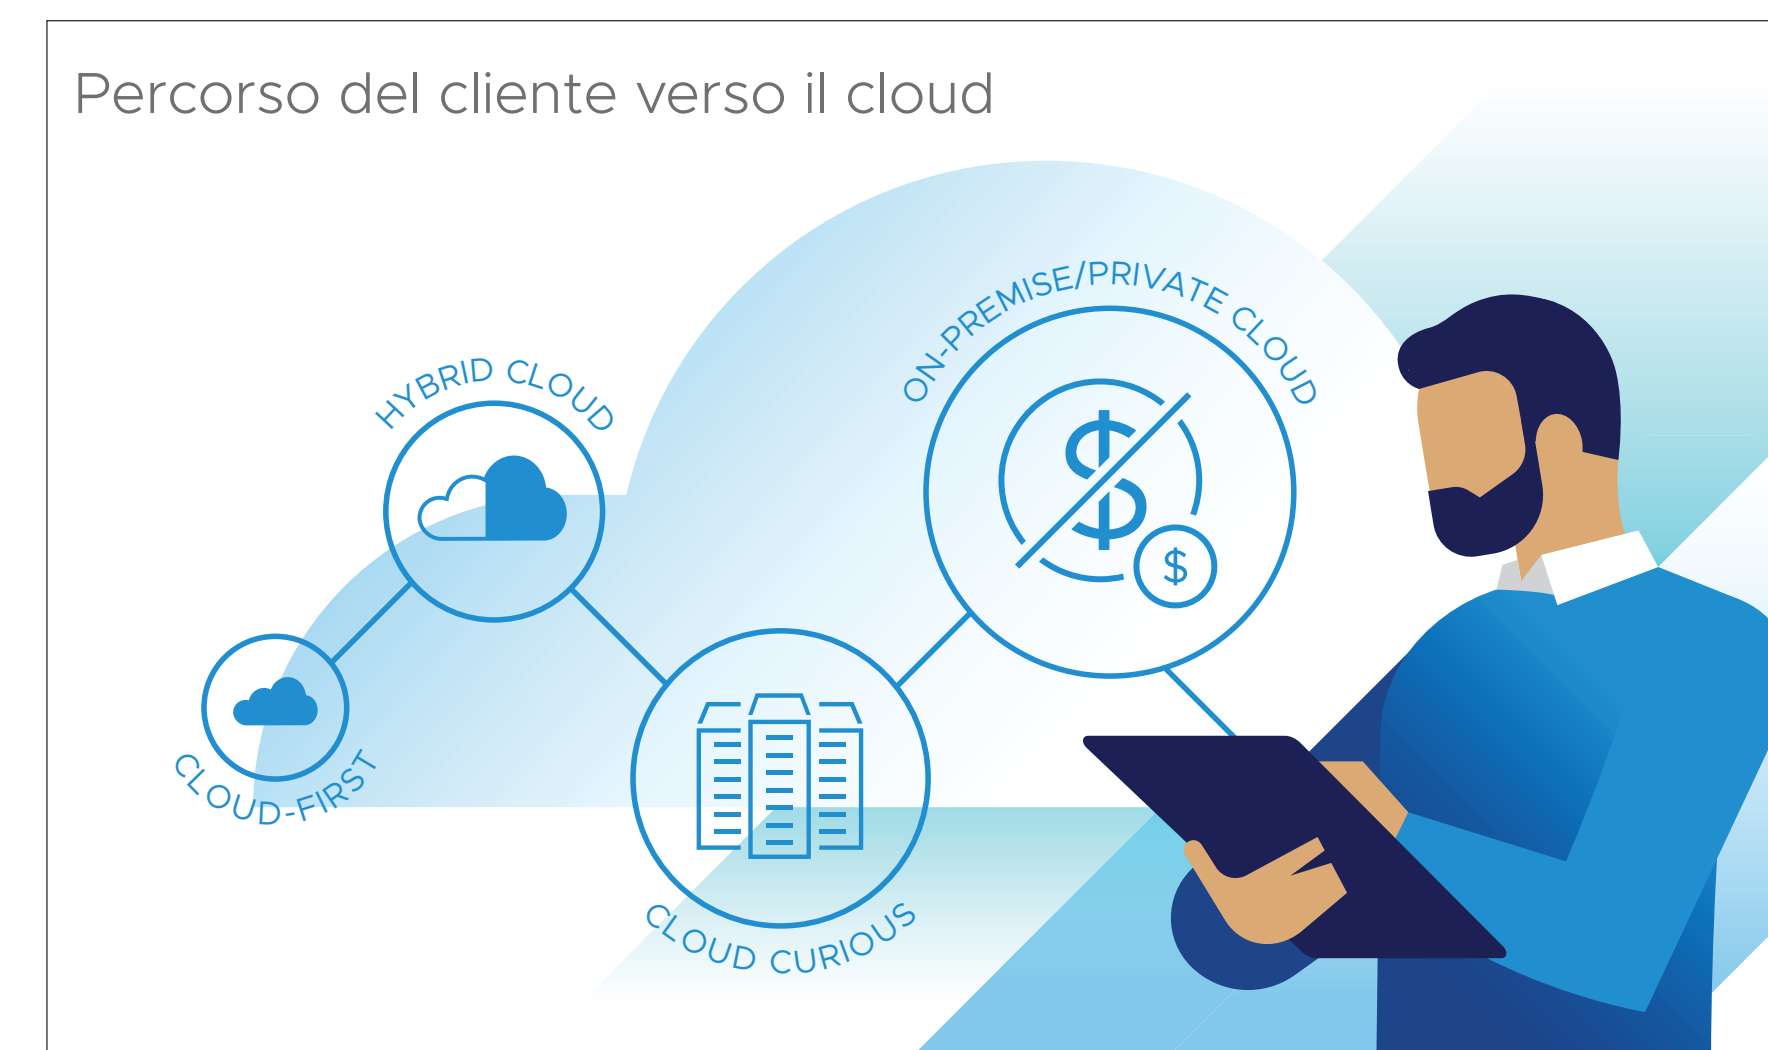 Percorso del cliente verso il cloud
ON-PREMISE/PRIVATE CLOUD
HYBRID CLOUD
$
$
CLOUD-FIRST
CLOUD CURIOUS